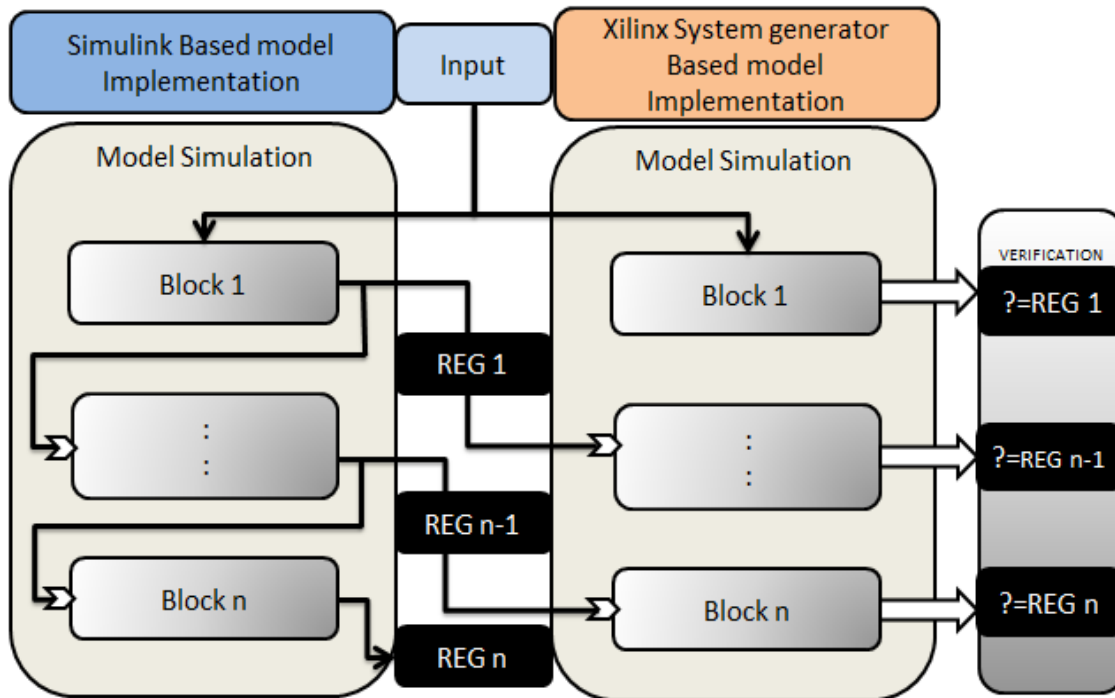 Simulink Based model
Implementation
Input
Xilinx System generator
Based model
Implementation
Model Simulation
Model Simulation
Block 1
REG 1
:
:
REG n-1
Block n
REG n
Block 1
:
:
Block n
VERIFICATION
?=REG 1
?=REG n-1
?=REG n